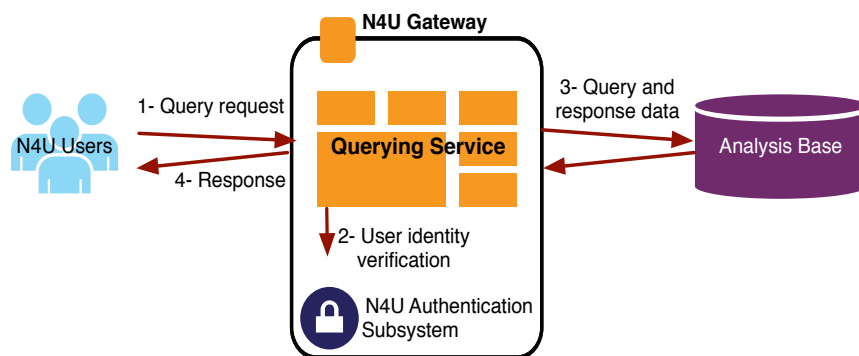 N4U Gateway
1- Query request
N4U Users
4- Response
Querying Service
2- User identity
verification
N4U Authentication
Subsystem
3- Query and
response data
Analysis Base